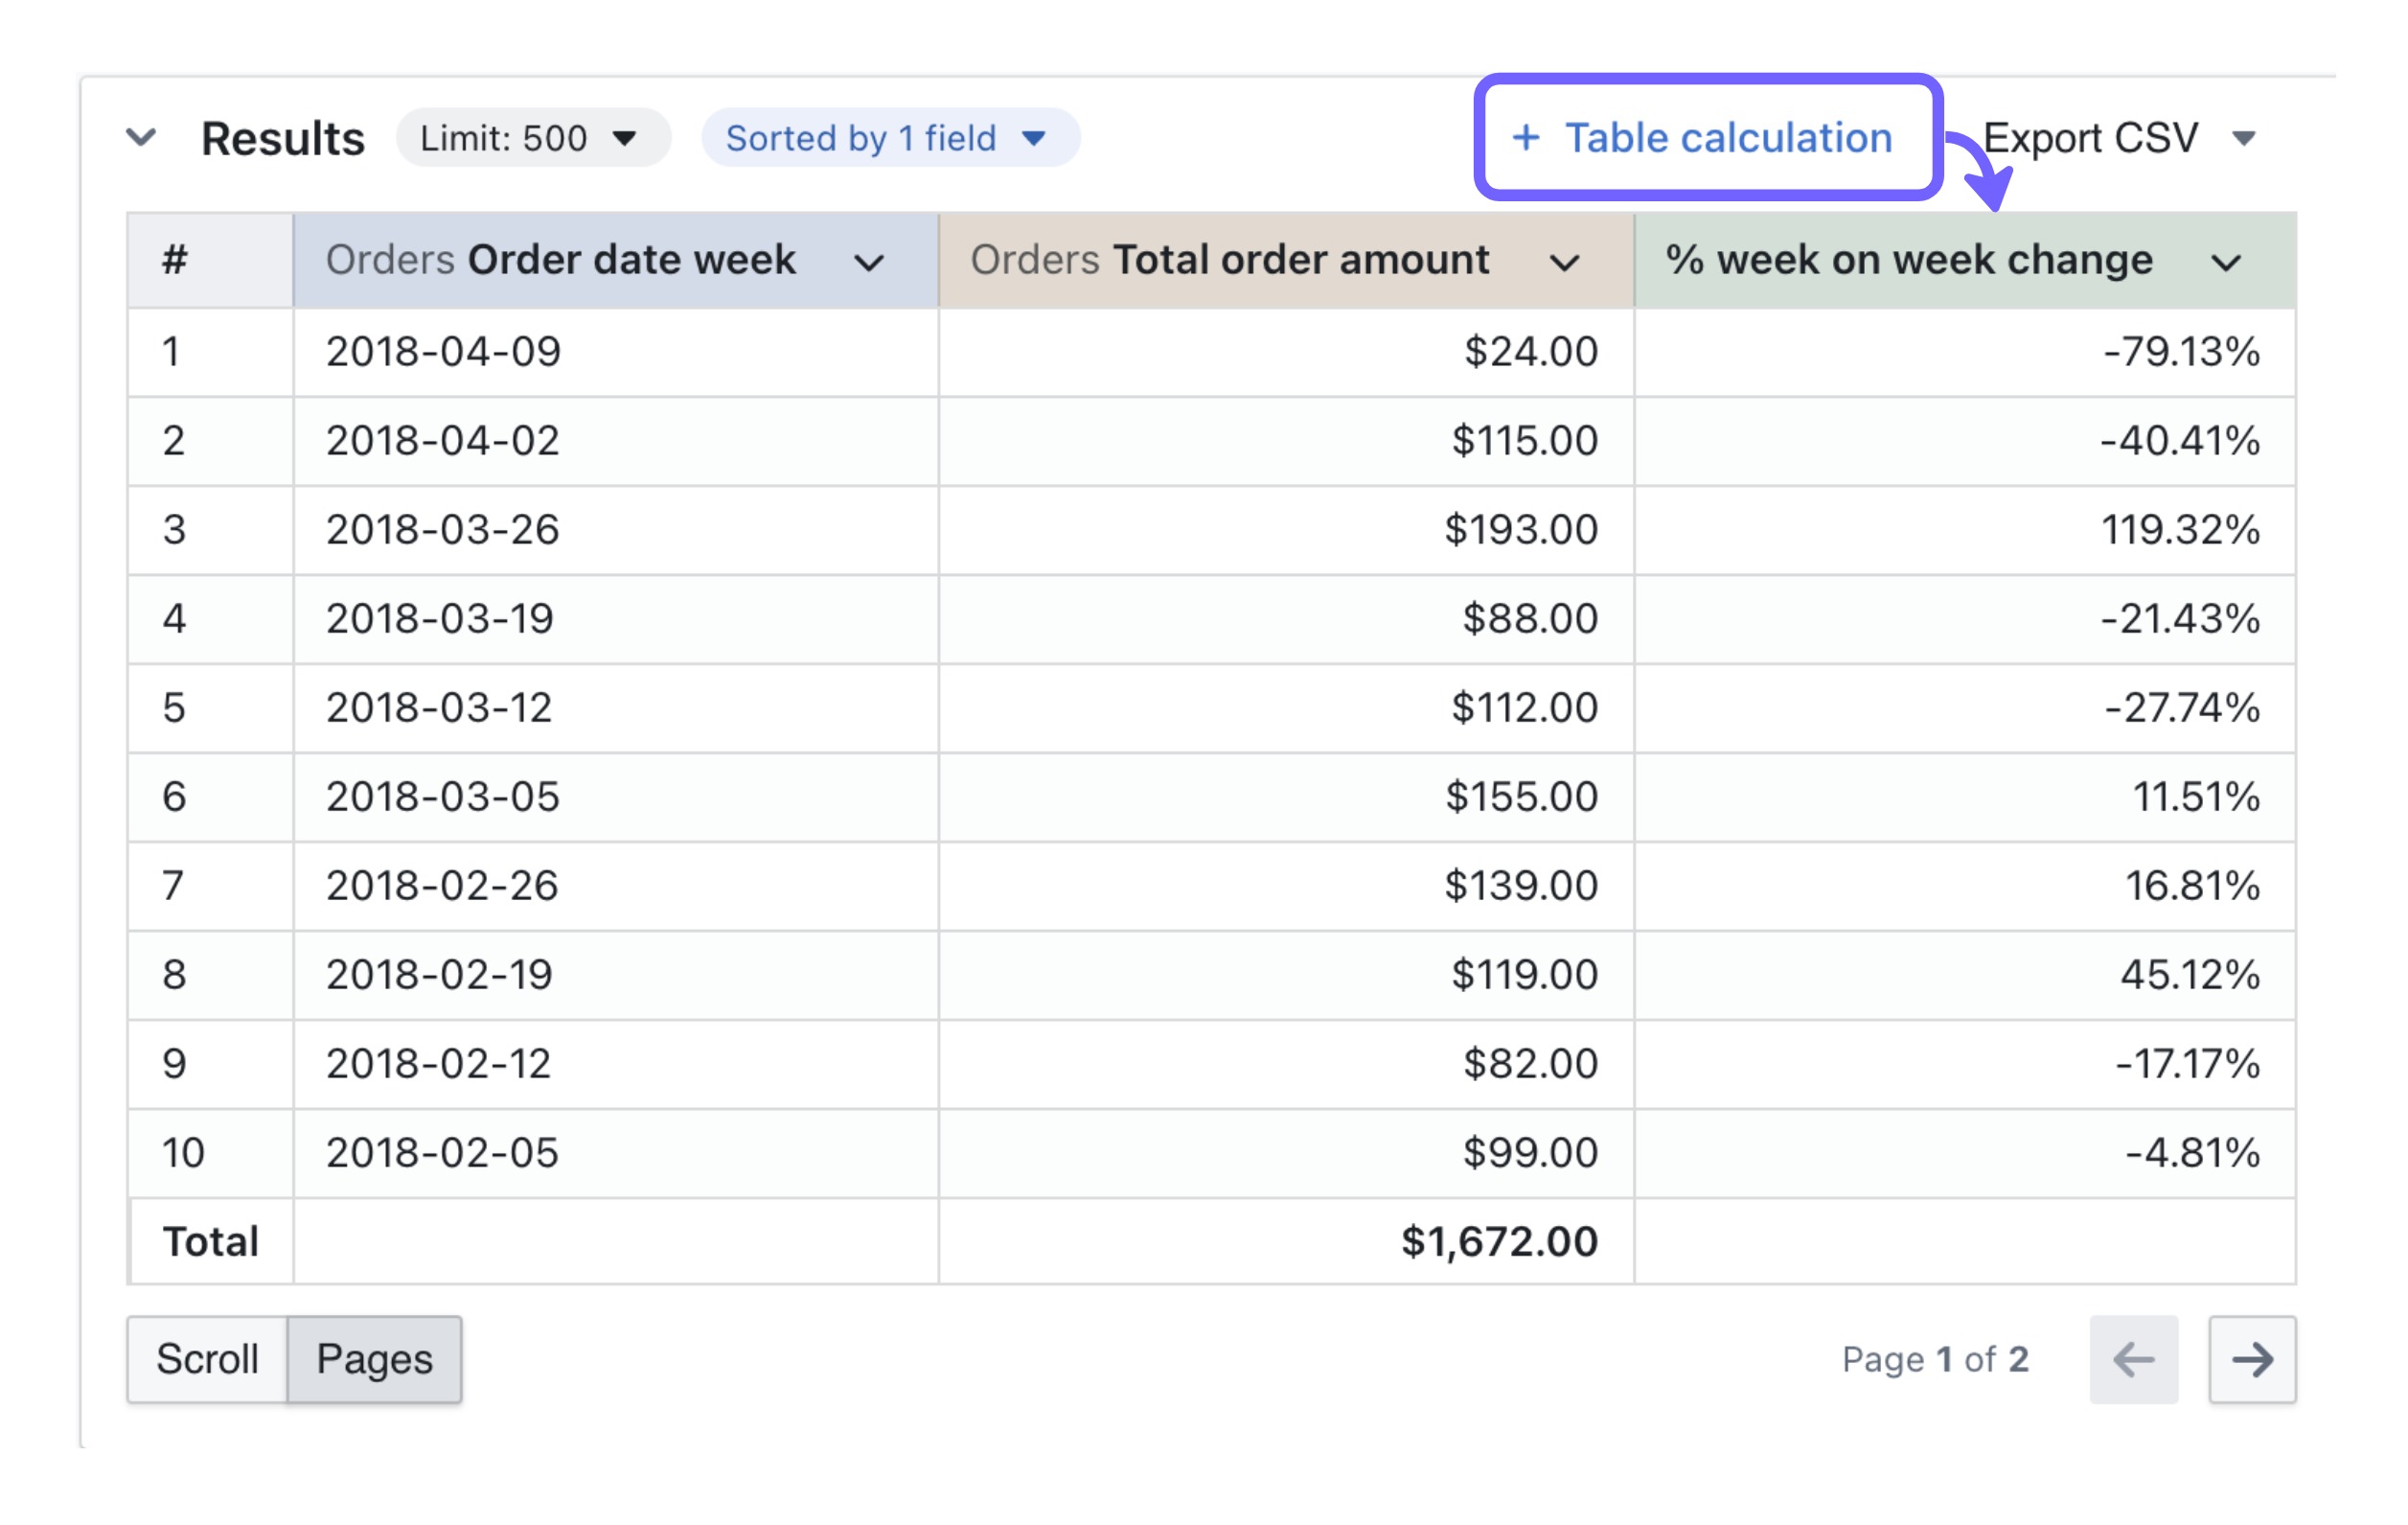 Results Limit: 500 Sorted by 1 field + Table calculation Export CSV
# Orders Order date week Orders Total order amount % week on week change
1 2018-04-09 $24.00 -79.13%
2 2018-04-02 $115.00 -40.41%
3 2018-03-26 $193.00 119.32%
4 2018-03-19 $88.00 -21.43%
5 2018-03-12 $112.00 -27.74%
6 2018-03-05 $155.00 11.51%
7 2018-02-26 $139.00 16.81%
8 2018-02-19 $119.00 45.12%
9 2018-02-12 $82.00 -17.17%
10 2018-02-05 $99.00 -4.81%
Total $1,672.00
Scroll Pages Page 1 of 2